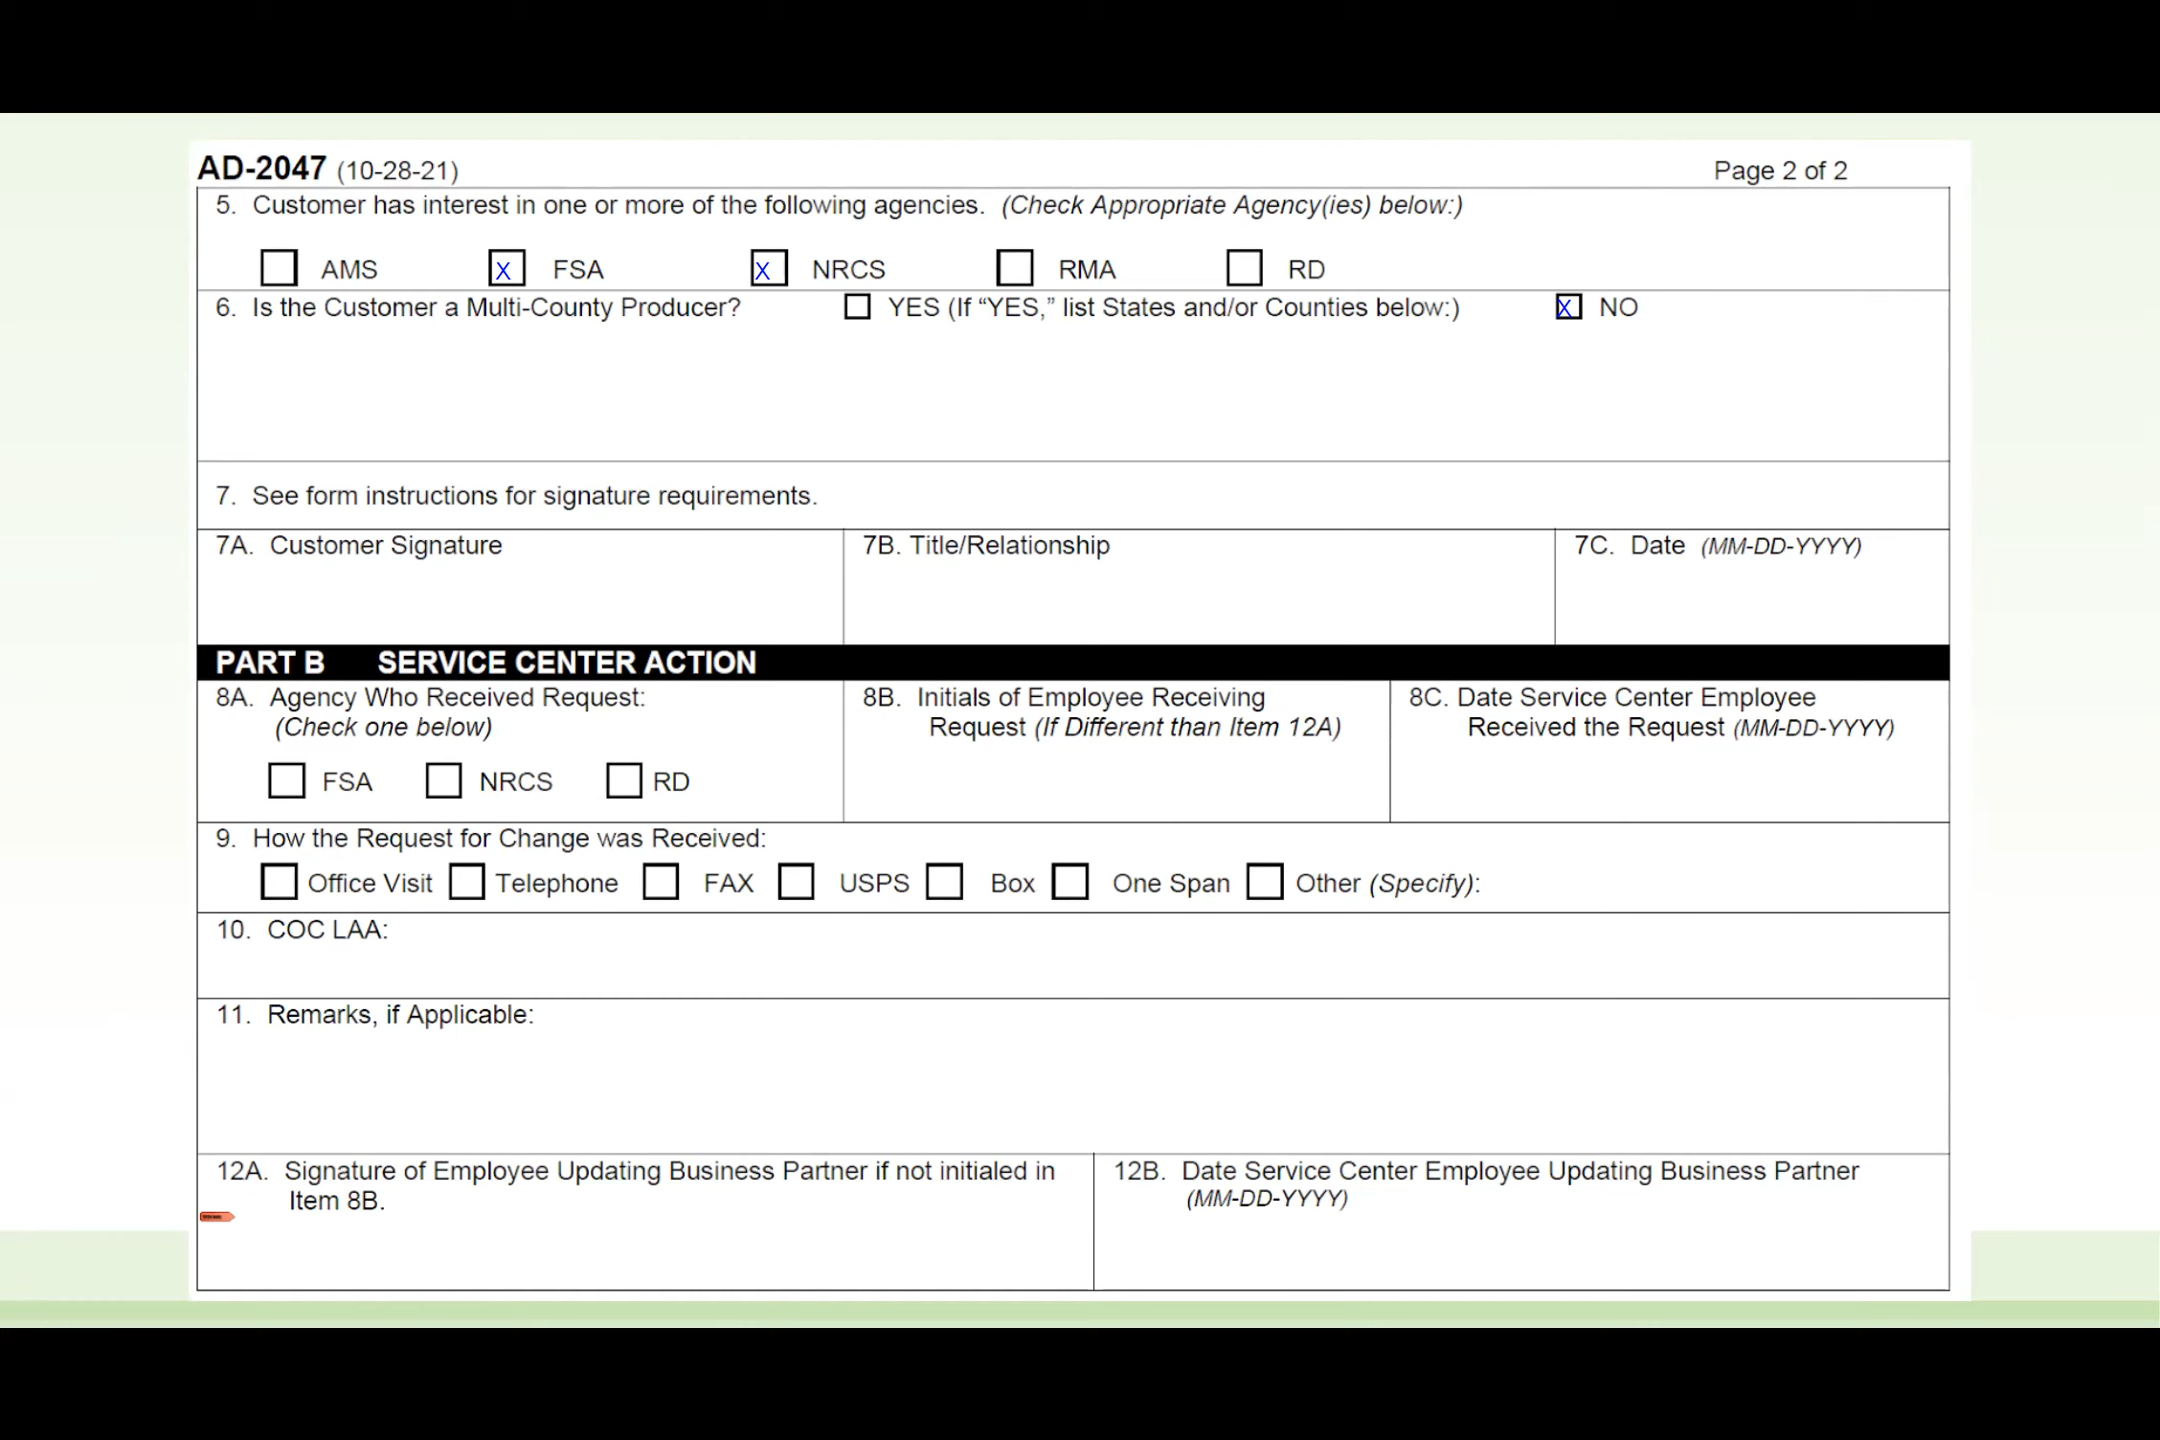 AD-2047 (10-28-21) Page 2 of 2
5. Customer has interest in one or more of the following agencies. (Check Appropriate Agency(ies) below:)
AMS X FSA X NRCS RMA RD
6. Is the Customer a Multi-County Producer? YES (If “YES,” list States and/or Counties below:) X NO
7. See form instructions for signature requirements.
7A. Customer Signature 7B. Title/Relationship 7C. Date (MM-DD-YYYY)
PART B SERVICE CENTER ACTION
8A. Agency Who Received Request:
(Check one below)
FSA NRCS RD
8B. Initials of Employee Receiving
Request (If Different than Item 12A)
8C. Date Service Center Employee
Received the Request (MM-DD-YYYY)
9. How the Request for Change was Received:
Office Visit Telephone FAX USPS Box One Span Other (Specify):
10. COC LAA:
11. Remarks, if Applicable:
12A. Signature of Employee Updating Business Partner if not initialed in
Item 8B.
12B. Date Service Center Employee Updating Business Partner
(MM-DD-YYYY)